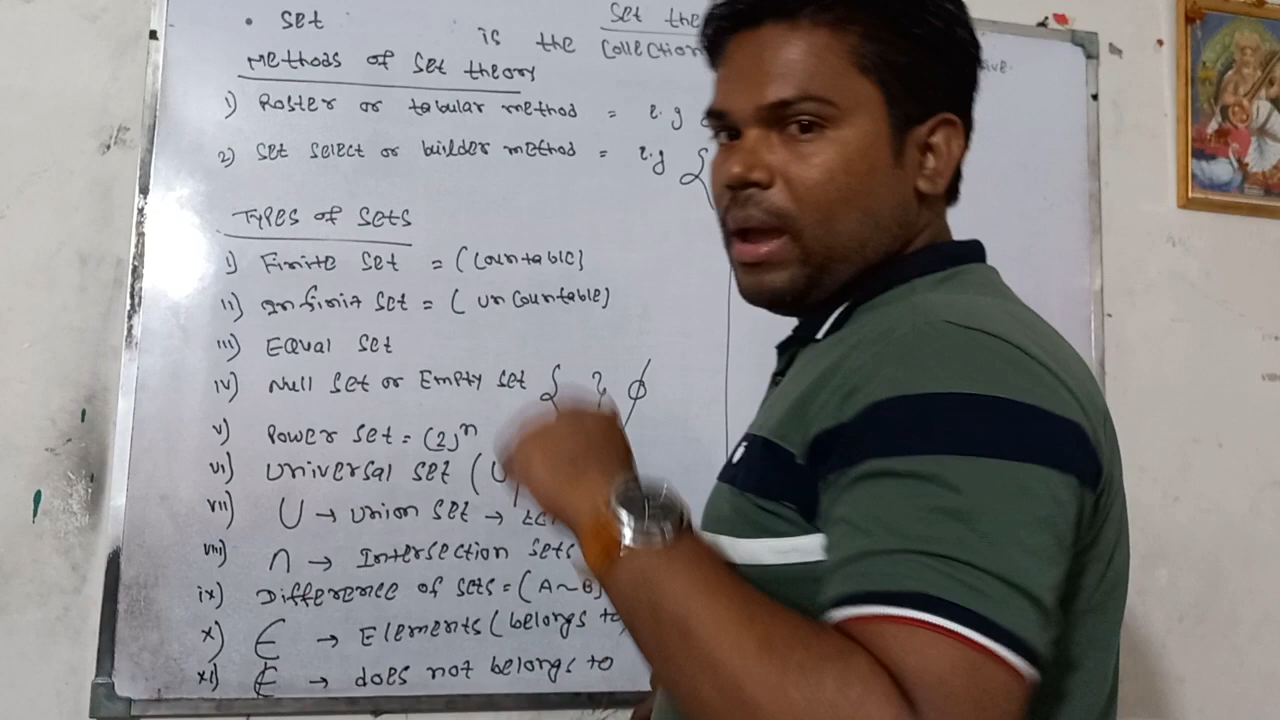 Set the
• Set is the Collection
Methods of Set theory
1) Roster or tabular method = e.g
2) Set Select or builder method = e.g {
Types of Sets
i) Finite Set = (Countable)
ii) Infinit Set = (unCountable)
iii) Equal Set
iv) Null Set or Empty Set { } ϕ
v) Power Set = (2)ⁿ
vi) Universal Set (U
vii) U → union Set →
viii) ∩ → Intersection Sets
ix) Difference of Sets = (A ~ B)
x) ∈ → Elements (belongs to)
xi) ∉ → does not belongs to